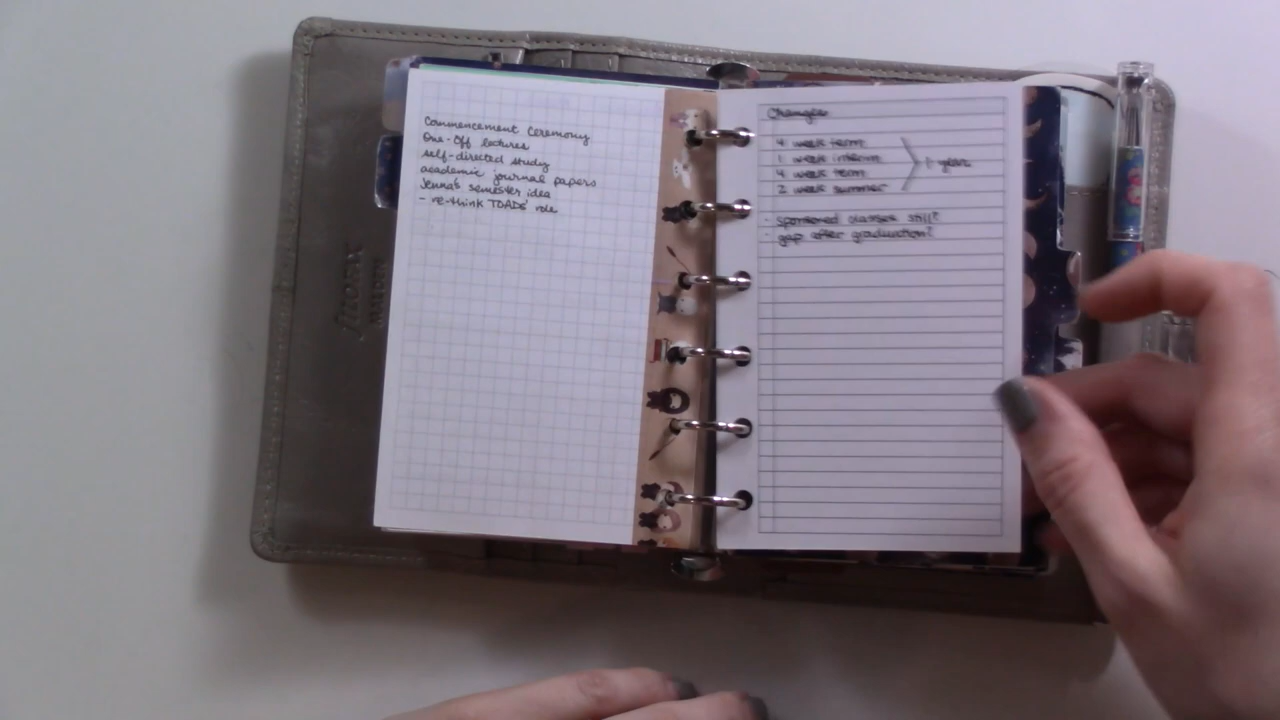 Commencement Ceremony
One-Off lectures
self-directed study
academic journal papers
Jenna's semester idea
- re-think TOADs' role
Changes
4 week term
1 week interim
4 week term
2 week summer
1 year
- sponsored classes still?
- gap after graduation?
filofax